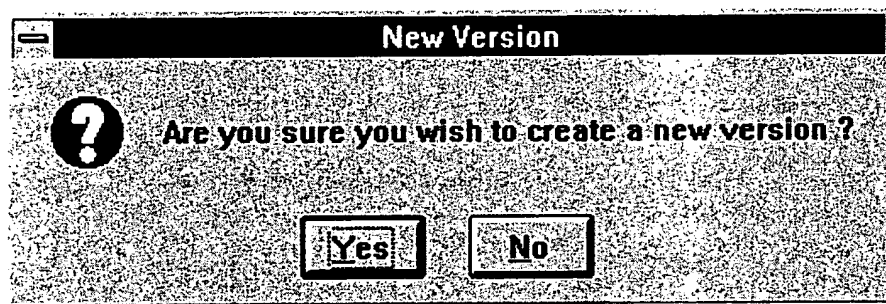 New Version
Are you sure you wish to create a new version ?
Yes
No